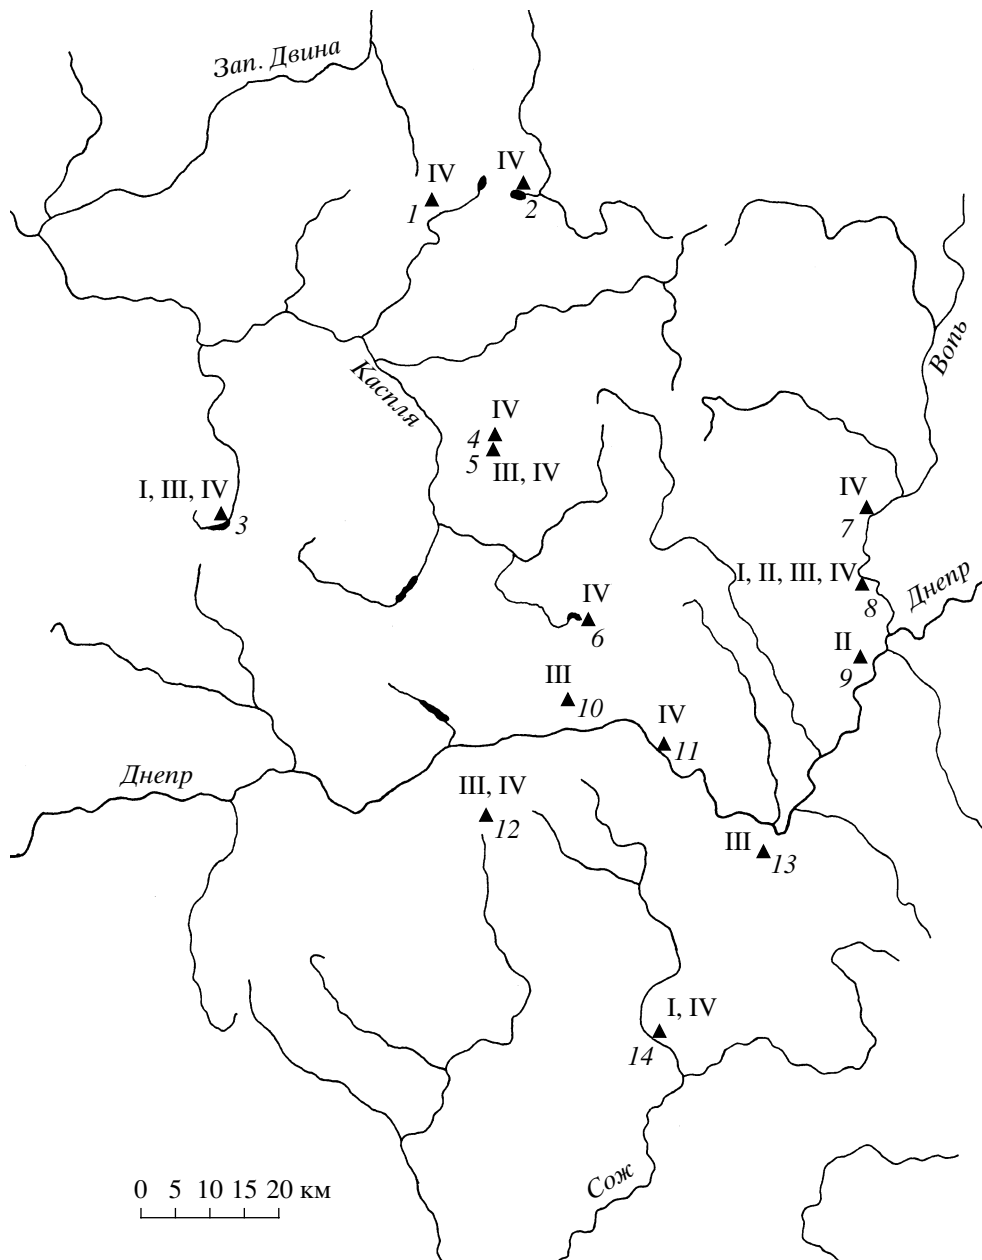 Зап. Двина
IV
1
IV
2
Вопь
Каспля
IV
4
5
III, IV
I, III, IV
3
IV
7
I, II, III, IV
8
Днепр
IV
6
II
9
III
10
IV
11
Днепр
III, IV
12
III
13
I, IV
14
Сож
0 5 10 15 20 км